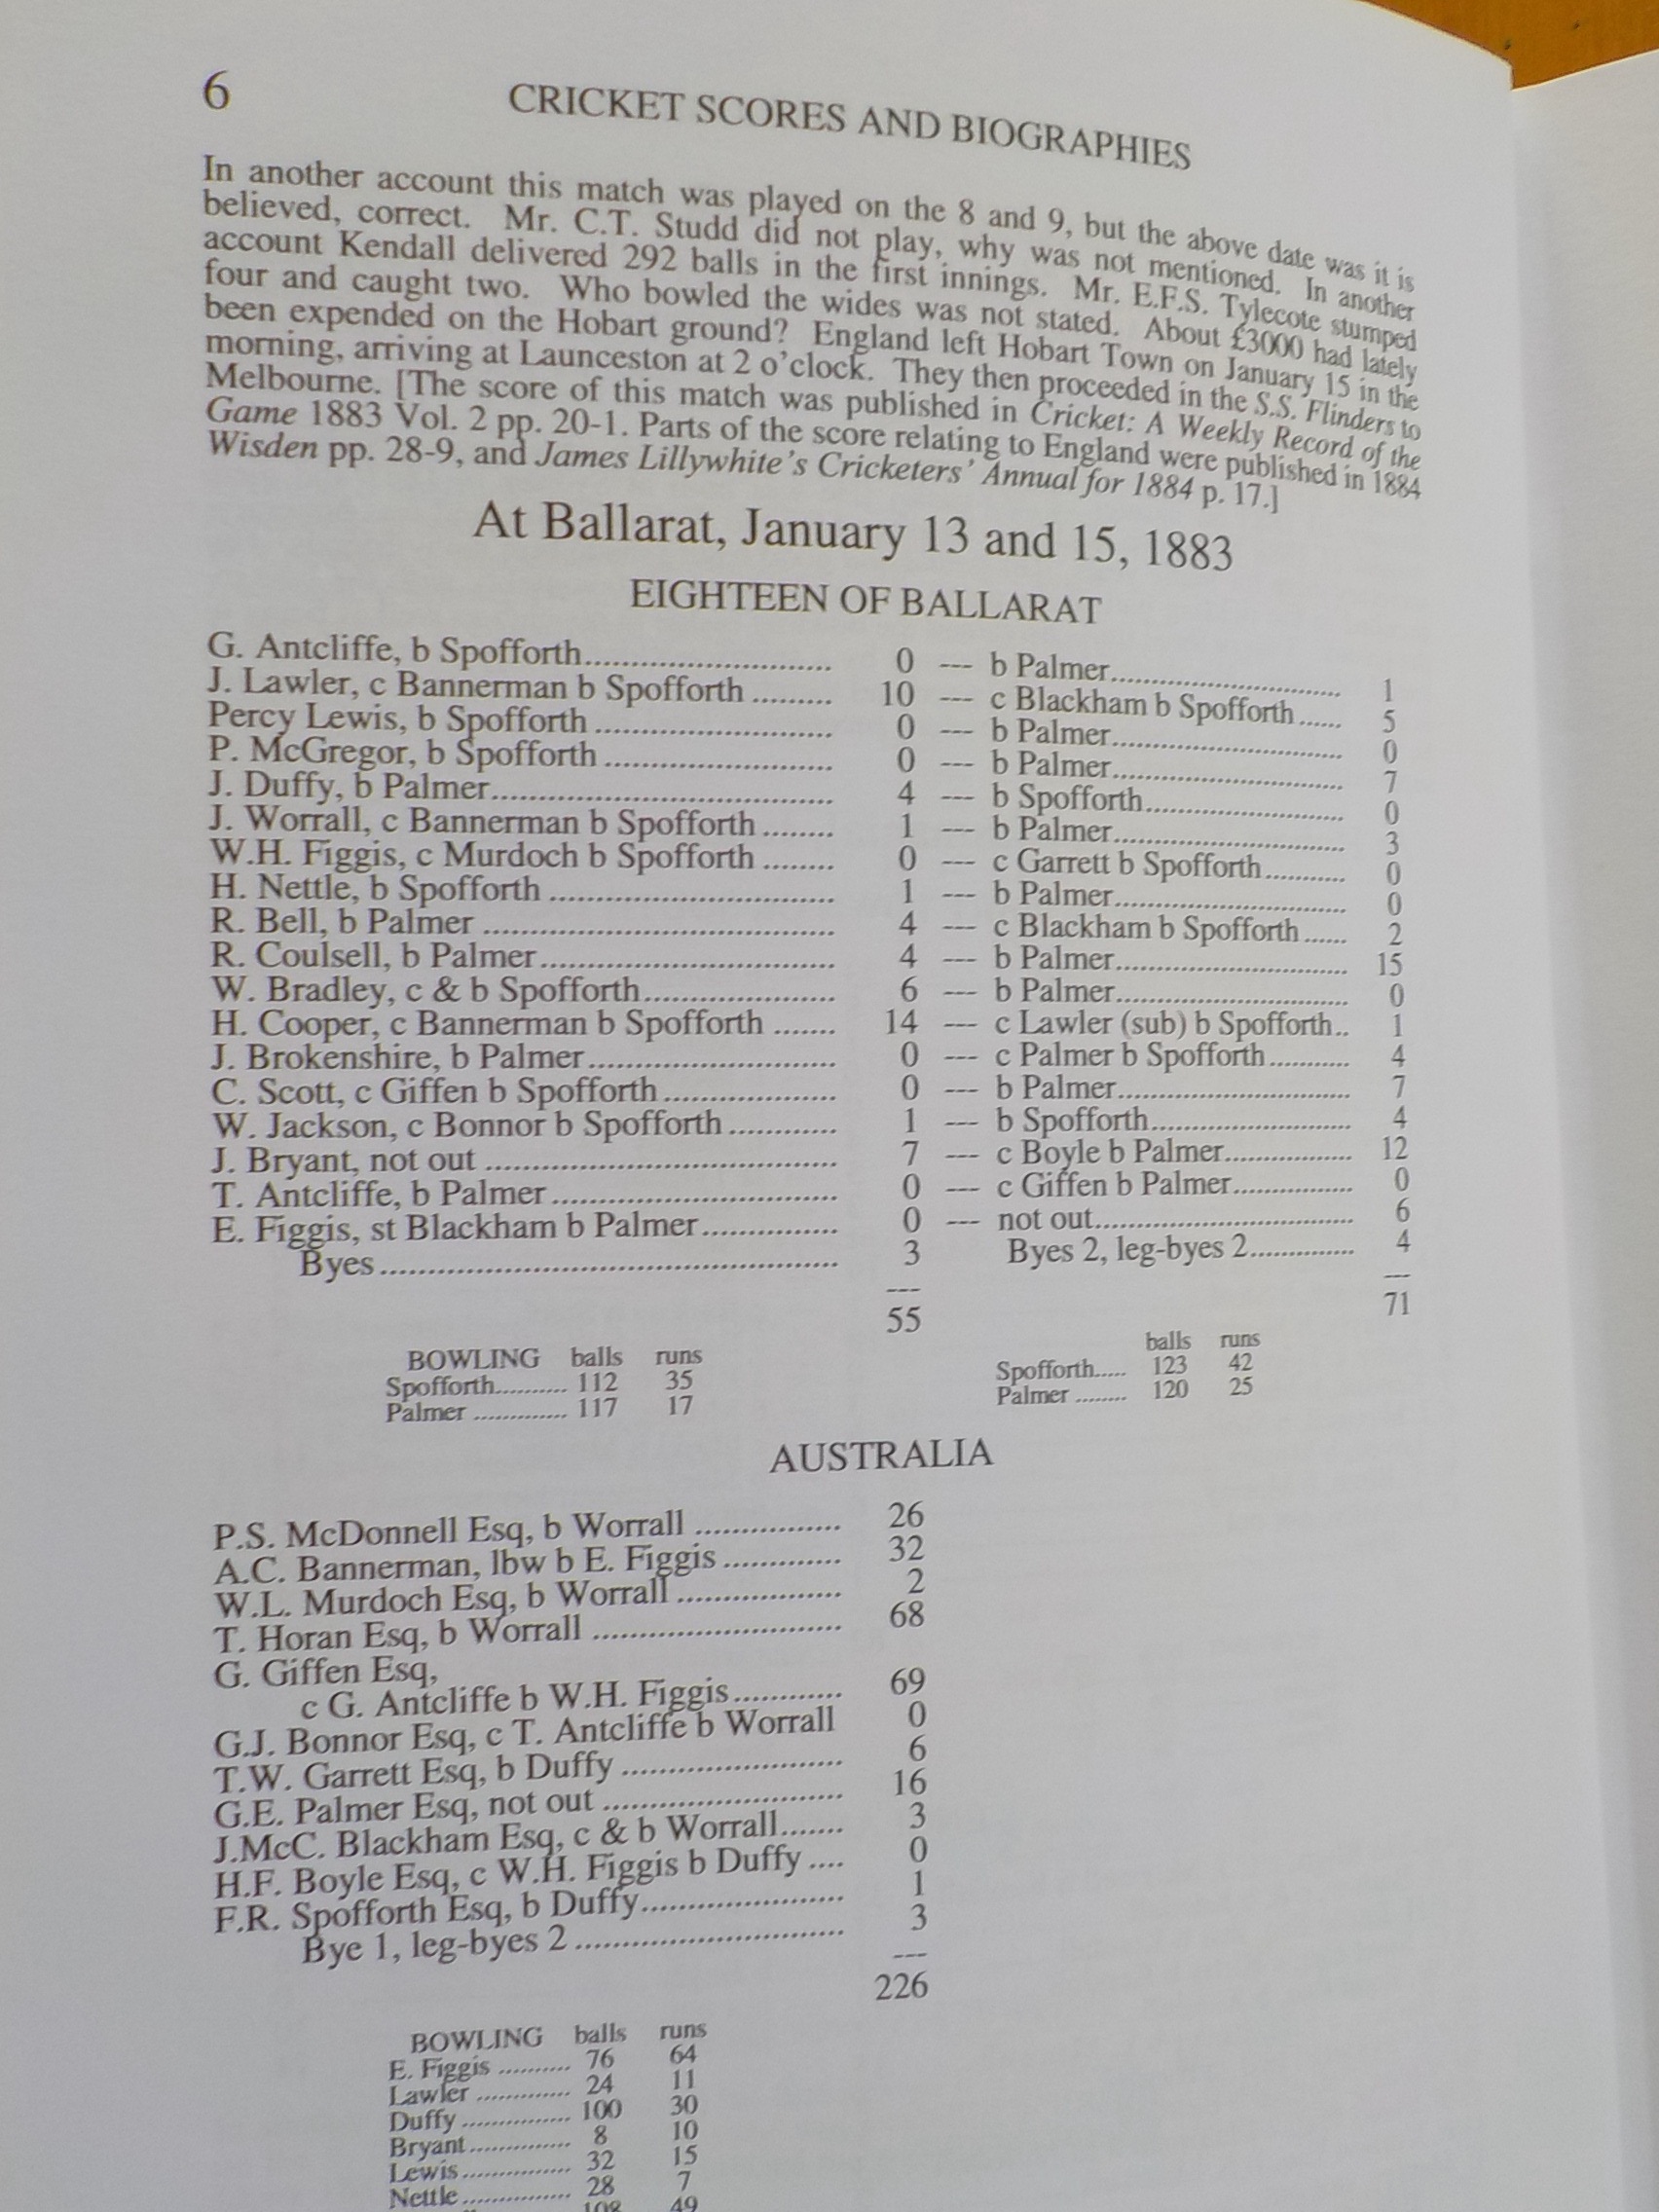 6
CRICKET SCORES AND BIOGRAPHIES
In another account this match was played on the 8 and 9, but the above date was it is
believed, correct. Mr. C.T. Studd did not play, why was not mentioned. In another
account Kendall delivered 292 balls in the first innings. Mr. E.F.S. Tylecote stumped
four and caught two. Who bowled the wides was not stated. About £3000 had lately
been expended on the Hobart ground? England left Hobart Town on January 15 in the
morning, arriving at Launceston at 2 o'clock. They then proceeded in the S.S. Flinders to
Melbourne. [The score of this match was published in Cricket: A Weekly Record of the
Game 1883 Vol. 2 pp. 20-1. Parts of the score relating to England were published in 1884
Wisden pp. 28-9, and James Lillywhite's Cricketers' Annual for 1884 p. 17.]
At Ballarat, January 13 and 15, 1883
EIGHTEEN OF BALLARAT
G. Antcliffe, b Spofforth............................ 0 --- b Palmer.................................. 1
J. Lawler, c Bannerman b Spofforth ......... 10 --- c Blackham b Spofforth...... 5
Percy Lewis, b Spofforth ........................... 0 --- b Palmer.................................. 0
P. McGregor, b Spofforth .......................... 0 --- b Palmer.................................. 7
J. Duffy, b Palmer....................................... 4 --- b Spofforth............................. 0
J. Worrall, c Bannerman b Spofforth ........ 1 --- b Palmer.................................. 3
W.H. Figgis, c Murdoch b Spofforth ........ 0 --- c Garrett b Spofforth........... 0
H. Nettle, b Spofforth ................................ 1 --- b Palmer.................................. 0
R. Bell, b Palmer ........................................ 4 --- c Blackham b Spofforth...... 2
R. Coulsell, b Palmer.................................. 4 --- b Palmer.................................. 15
W. Bradley, c & b Spofforth...................... 6 --- b Palmer.................................. 0
H. Cooper, c Bannerman b Spofforth ....... 14 --- c Lawler (sub) b Spofforth.. 1
J. Brokenshire, b Palmer............................ 0 --- c Palmer b Spofforth........... 4
C. Scott, c Giffen b Spofforth.................... 0 --- b Palmer.................................. 7
W. Jackson, c Bonnor b Spofforth............. 1 --- b Spofforth............................. 4
J. Bryant, not out ........................................ 7 --- c Boyle b Palmer.................. 12
T. Antcliffe, b Palmer................................. 0 --- c Giffen b Palmer................. 0
E. Figgis, st Blackham b Palmer................ 0 --- not out..................................... 6
Byes..................................................... 3 Byes 2, leg-byes 2.............. 4
--- ---
55 71
BOWLING balls runs balls runs
Spofforth........... 112 35 Spofforth..... 123 42
Palmer .............. 117 17 Palmer ........ 120 25
AUSTRALIA
P.S. McDonnell Esq, b Worrall ................. 26
A.C. Bannerman, lbw b E. Figgis............. 32
W.L. Murdoch Esq, b Worrall................... 2
T. Horan Esq, b Worrall ............................ 68
G. Giffen Esq,
c G. Antcliffe b W.H. Figgis............ 69
G.J. Bonnor Esq, c T. Antcliffe b Worrall 0
T.W. Garrett Esq, b Duffy ......................... 6
G.E. Palmer Esq, not out ........................... 16
J.McC. Blackham Esq, c & b Worrall....... 3
H.F. Boyle Esq, c W.H. Figgis b Duffy .... 0
F.R. Spofforth Esq, b Duffy....................... 1
Bye 1, leg-byes 2 .............................. 3
---
226
BOWLING balls runs
E. Figgis .......... 76 64
Lawler ............. 24 11
Duffy ............... 100 30
Bryant.............. 8 10
Lewis............... 32 15
Nettle............... 28 7
108 49